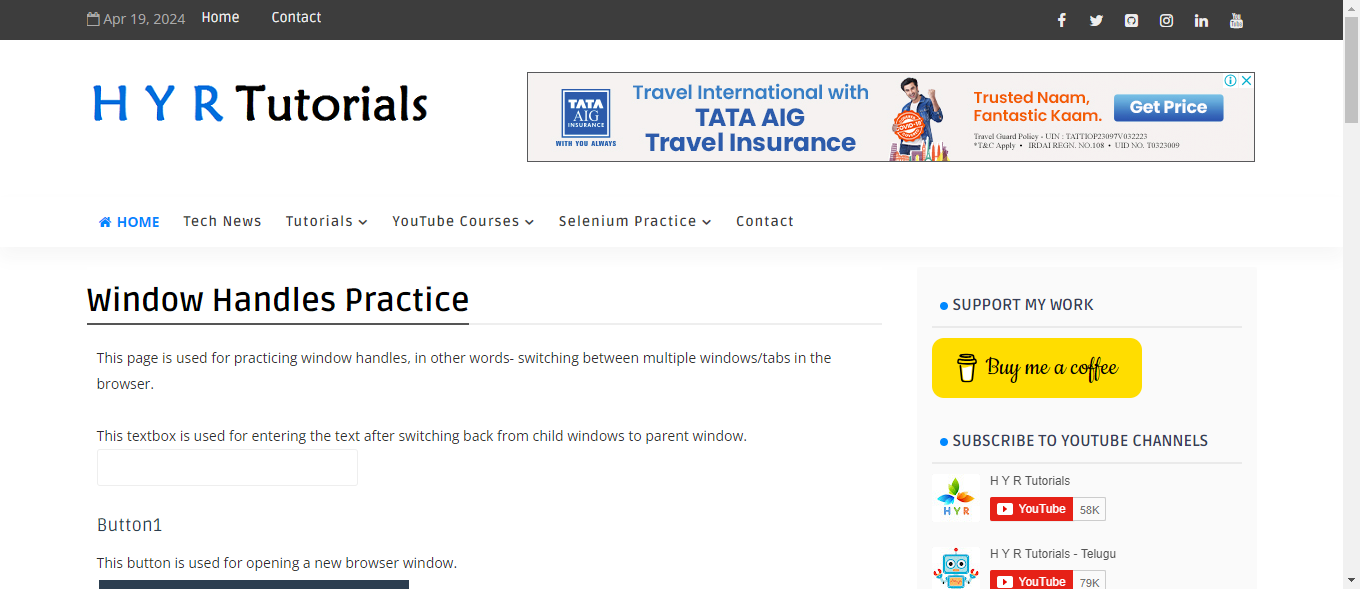 Apr 19, 2024 Home Contact
H Y R Tutorials
TATA AIG INSURANCE
WITH YOU ALWAYS
Travel International with
TATA AIG
Travel Insurance
COVID-19
Trusted Naam,
Fantastic Kaam.
Get Price
Travel Guard Policy - UIN : TATTIOP23097V032223
*T&C Apply • IRDAI REGN. NO.108 • UID NO. T0323009
HOME Tech News Tutorials YouTube Courses Selenium Practice Contact
Window Handles Practice
This page is used for practicing window handles, in other words- switching between multiple windows/tabs in the
browser.
This textbox is used for entering the text after switching back from child windows to parent window.
Button1
This button is used for opening a new browser window.
SUPPORT MY WORK
Buy me a coffee
SUBSCRIBE TO YOUTUBE CHANNELS
H Y R
H Y R Tutorials
YouTube 58K
H Y R Tutorials - Telugu
YouTube 79K